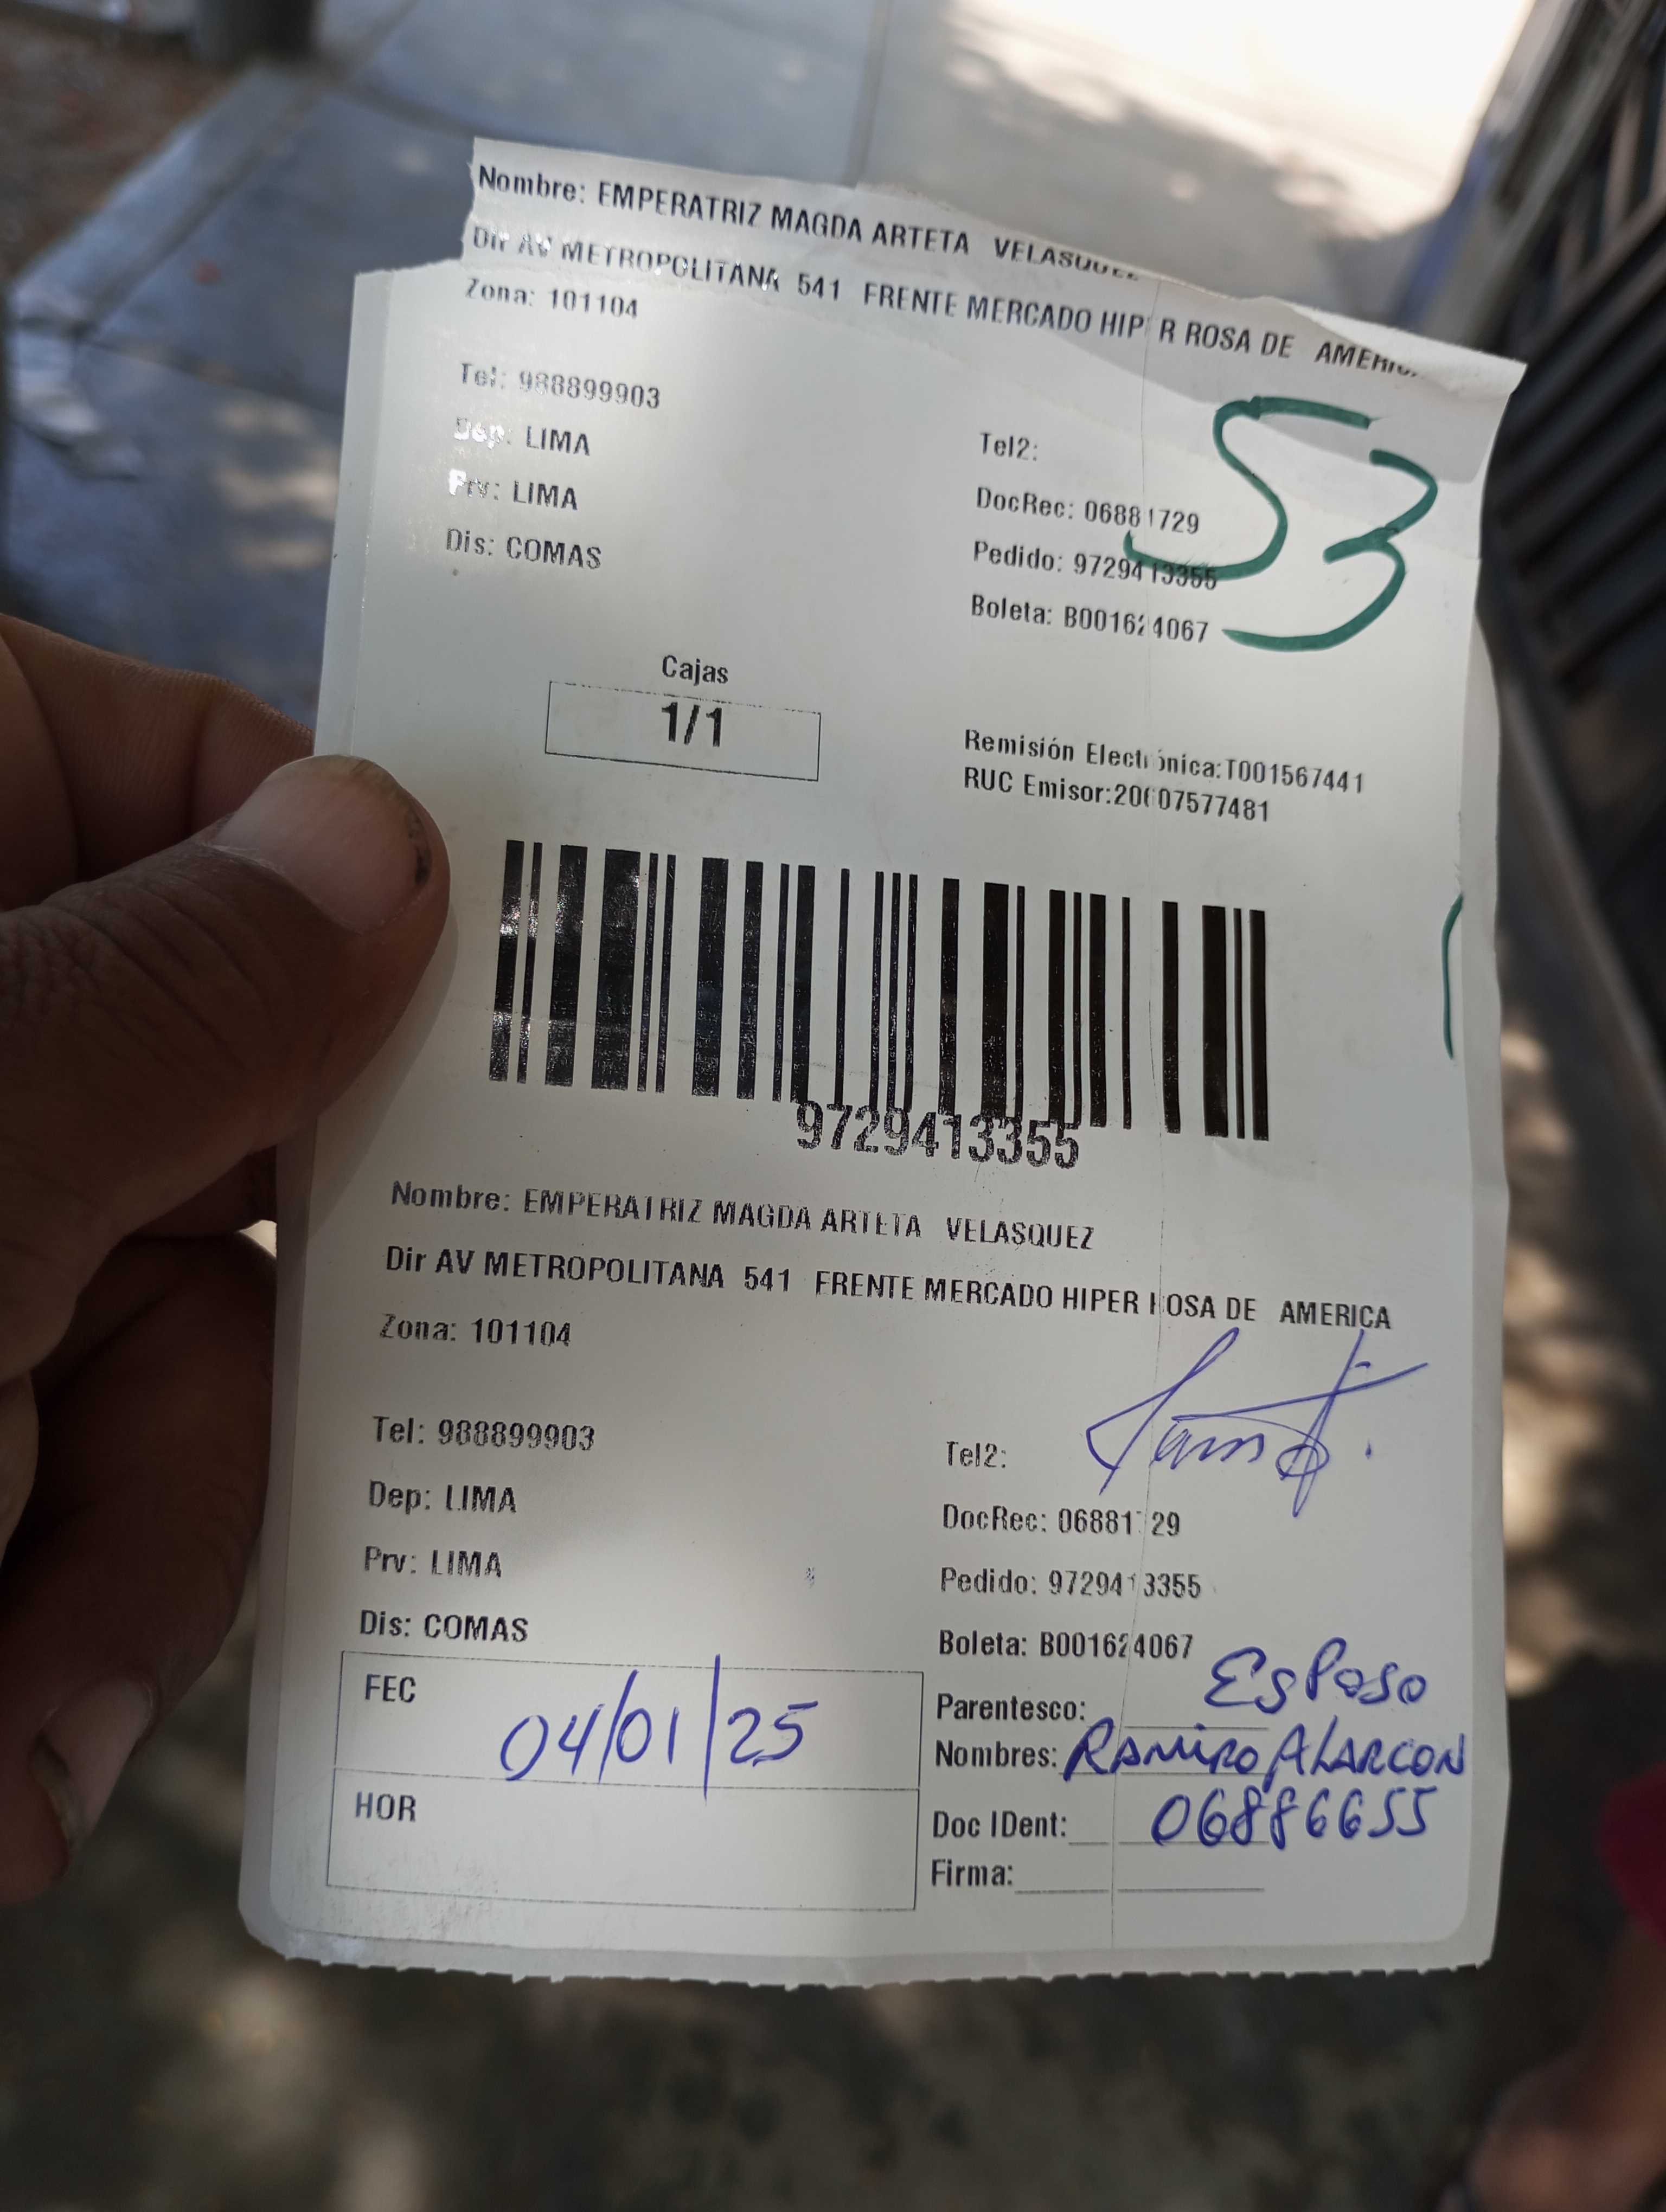 Nombre: EMPERATRIZ MAGDA ARTETA VELASQUEZ
Dir AV METROPOLITANA 541 FRENTE MERCADO HIPER ROSA DE AMERICA
Zona: 101104
53
Tel: 988899903
Tel2:
Dep: LIMA
DocRec: 06881729
Prv: LIMA
Pedido: 9729413355
Dis: COMAS
Boleta: B001624067
Cajas
1/1
Remisión Electrónica:T001567441
RUC Emisor:20607577481
9729413355
Nombre: EMPERATRIZ MAGDA ARTETA VELASQUEZ
Dir AV METROPOLITANA 541 FRENTE MERCADO HIPER ROSA DE AMERICA
Zona: 101104
Tel: 988899903
Tel2:
Dep: LIMA
DocRec: 06881729
Prv: LIMA
Pedido: 9729413355
Dis: COMAS
Boleta: B001624067
FEC 04/01/25
HOR
Parentesco: Esposo
Nombres: RAMIRO ALARCON
Doc IDent: 06886655
Firma: